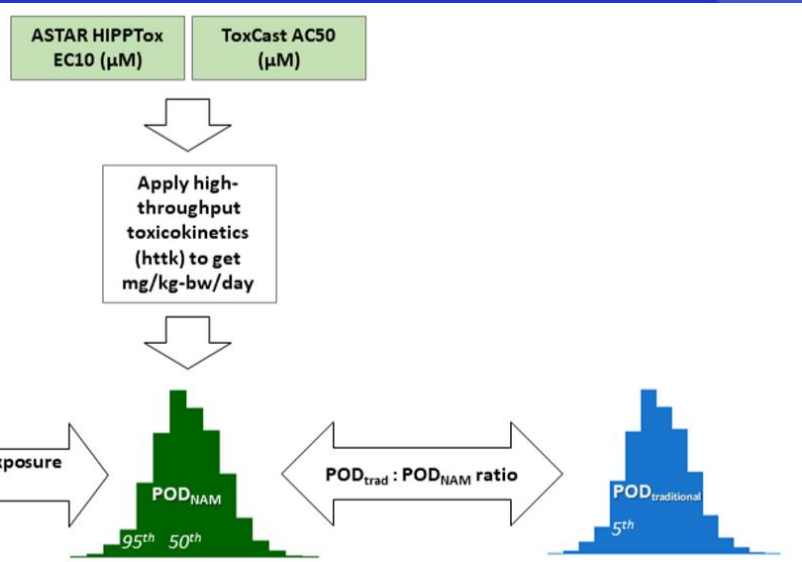 ASTAR HIPPTox
EC10 (µM)
ToxCast AC50
(µM)
Apply high-
throughput
toxicokinetics
(httk) to get
mg/kg-bw/day
xposure
POD_NAM
95th 50th
POD_trad : POD_NAM ratio
POD_traditional
5th